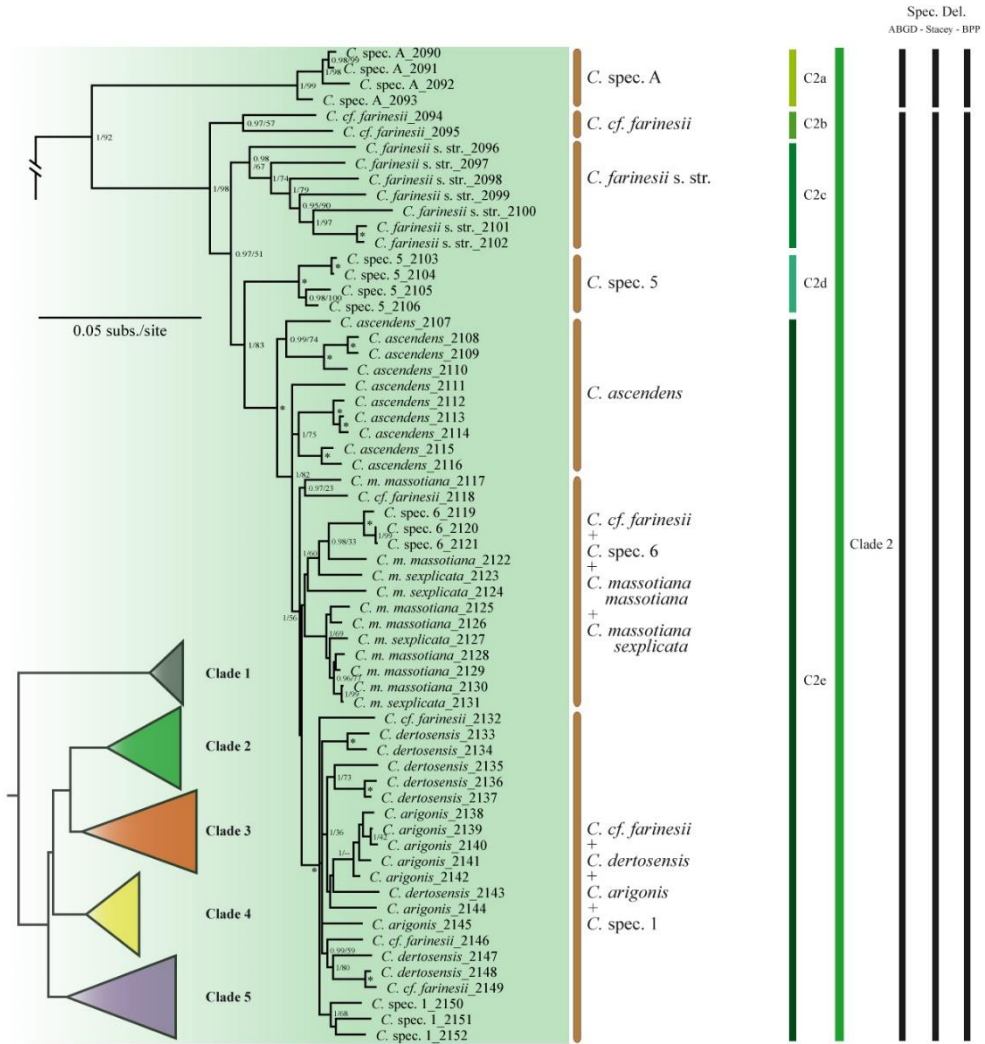 Spec. Del.
ABGD - Stacey - BPP
C. spec. A_2090
0.98/99
C. spec. A_2091
1/98
C. spec. A_2092
1/99
C. spec. A_2093
C. spec. A
C2a
C. cf. farinesii_2094
0.97/57
C. cf. farinesii_2095
C. cf. farinesii
C2b
1/92
C. farinesii s. str._2096
0.98
/67
C. farinesii s. str._2097
1/98
1/74
C. farinesii s. str._2098
1/79
C. farinesii s. str._2099
0.95/90
C. farinesii s. str._2100
1/97
C. farinesii s. str._2101
*
C. farinesii s. str._2102
C. farinesii s. str.
C2c
0.97/51
C. spec. 5_2103
*
C. spec. 5_2104
*
C. spec. 5_2105
0.98/100
C. spec. 5_2106
C. spec. 5
C2d
0.05 subs./site
1/83
C. ascendens_2107
0.99/74
C. ascendens_2108
*
C. ascendens_2109
*
C. ascendens_2110
C. ascendens_2111
C. ascendens_2112
*
C. ascendens_2113
*
C. ascendens_2114
*
1/75
C. ascendens_2115
*
C. ascendens_2116
C. ascendens
1/82
C. m. massotiana_2117
0.97/23
C. cf. farinesii_2118
C. spec. 6_2119
*
C. spec. 6_2120
1/99
C. spec. 6_2121
0.98/33
C. m. massotiana_2122
1/60
C. m. sexplicata_2123
C. m. sexplicata_2124
C. m. massotiana_2125
1/56
C. m. massotiana_2126
1/69
C. m. sexplicata_2127
C. m. massotiana_2128
C. m. massotiana_2129
0.96/77
C. m. massotiana_2130
1/99
C. m. sexplicata_2131
C. cf. farinesii
+
C. spec. 6
+
C. massotiana
massotiana
+
C. massotiana
sexplicata
Clade 2
C2e
C. cf. farinesii_2132
C. dertosensis_2133
*
C. dertosensis_2134
C. dertosensis_2135
1/73
C. dertosensis_2136
*
C. dertosensis_2137
C. arigonis_2138
1/36
C. arigonis_2139
1/42
C. arigonis_2140
1/--
C. arigonis_2141
C. arigonis_2142
*
C. dertosensis_2143
C. arigonis_2144
C. arigonis_2145
C. cf. farinesii_2146
0.99/59
C. dertosensis_2147
1/80
C. dertosensis_2148
*
C. cf. farinesii_2149
C. spec. 1_2150
1/68
C. spec. 1_2151
C. spec. 1_2152
C. cf. farinesii
+
C. dertosensis
+
C. arigonis
+
C. spec. 1
Clade 1
Clade 2
Clade 3
Clade 4
Clade 5